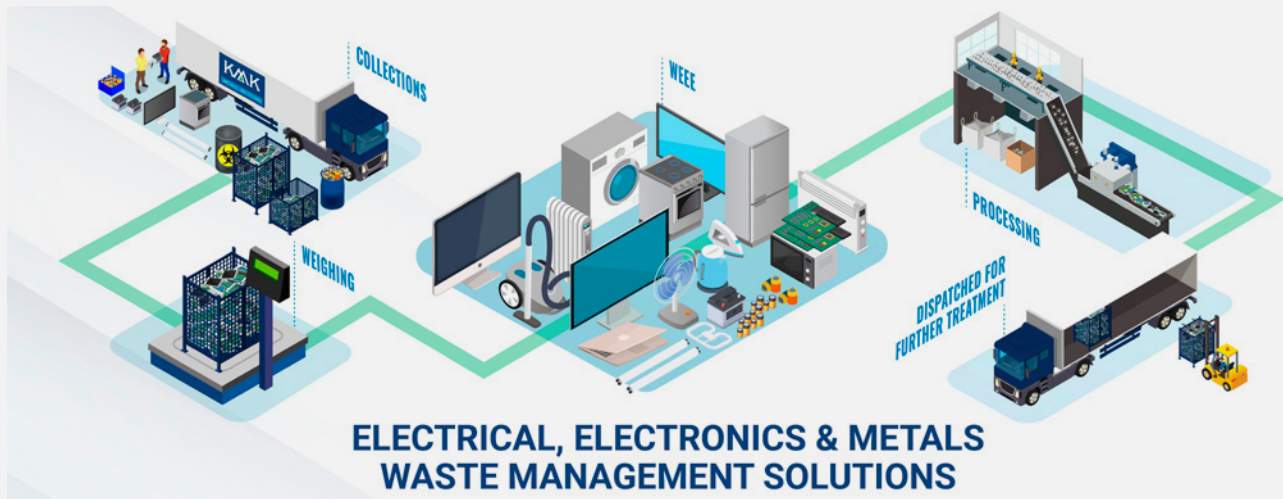 KMK
COLLECTIONS
WEEE
WEIGHING
PROCESSING
DISPATCHED FOR
FURTHER TREATMENT
ELECTRICAL, ELECTRONICS & METALS
WASTE MANAGEMENT SOLUTIONS